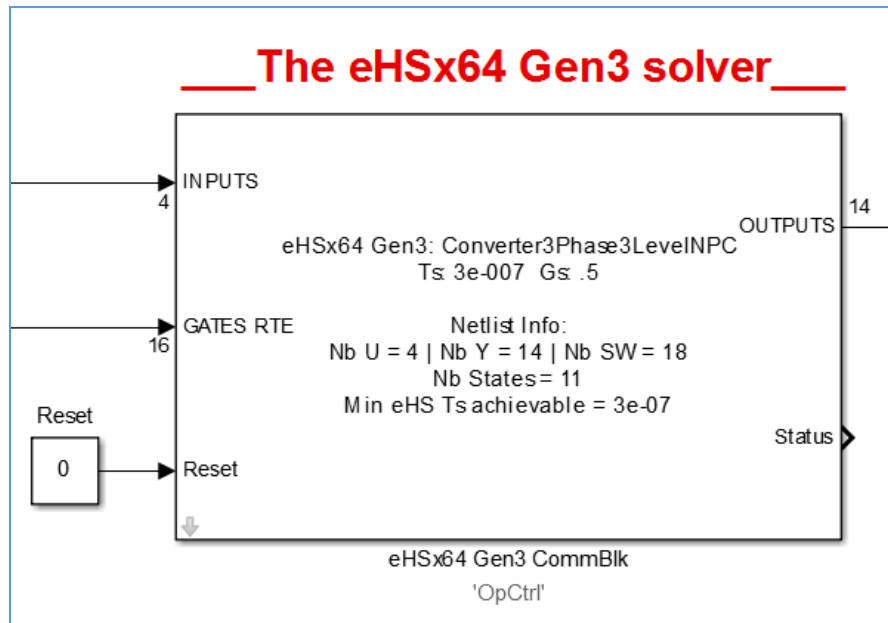 ___The eHSx64 Gen3 solver___
INPUTS
4
14
OUTPUTS
eHSx64 Gen3: Converter3Phase3LevelNPC
Ts: 3e-007 Gs: .5
GATES RTE
16
Netlist Info:
Nb U = 4 | Nb Y = 14 | Nb SW = 18
Nb States = 11
Min eHS Ts achievable = 3e-07
Reset
0
Reset
Status
eHSx64 Gen3 CommBlk
'OpCtrl'